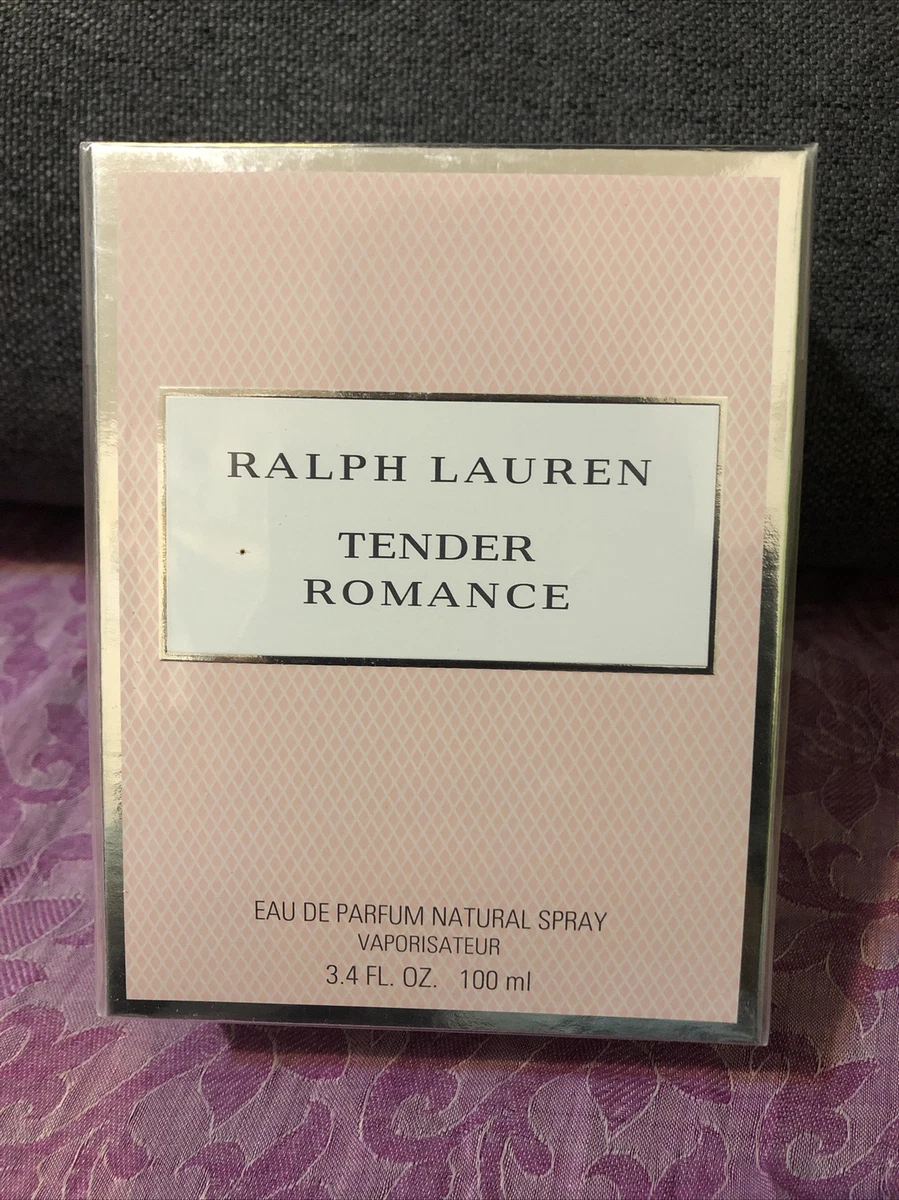 RALPH LAUREN
TENDER
ROMANCE
EAU DE PARFUM NATURAL SPRAY
VAPORISATEUR
3.4 FL. OZ. 100 ml